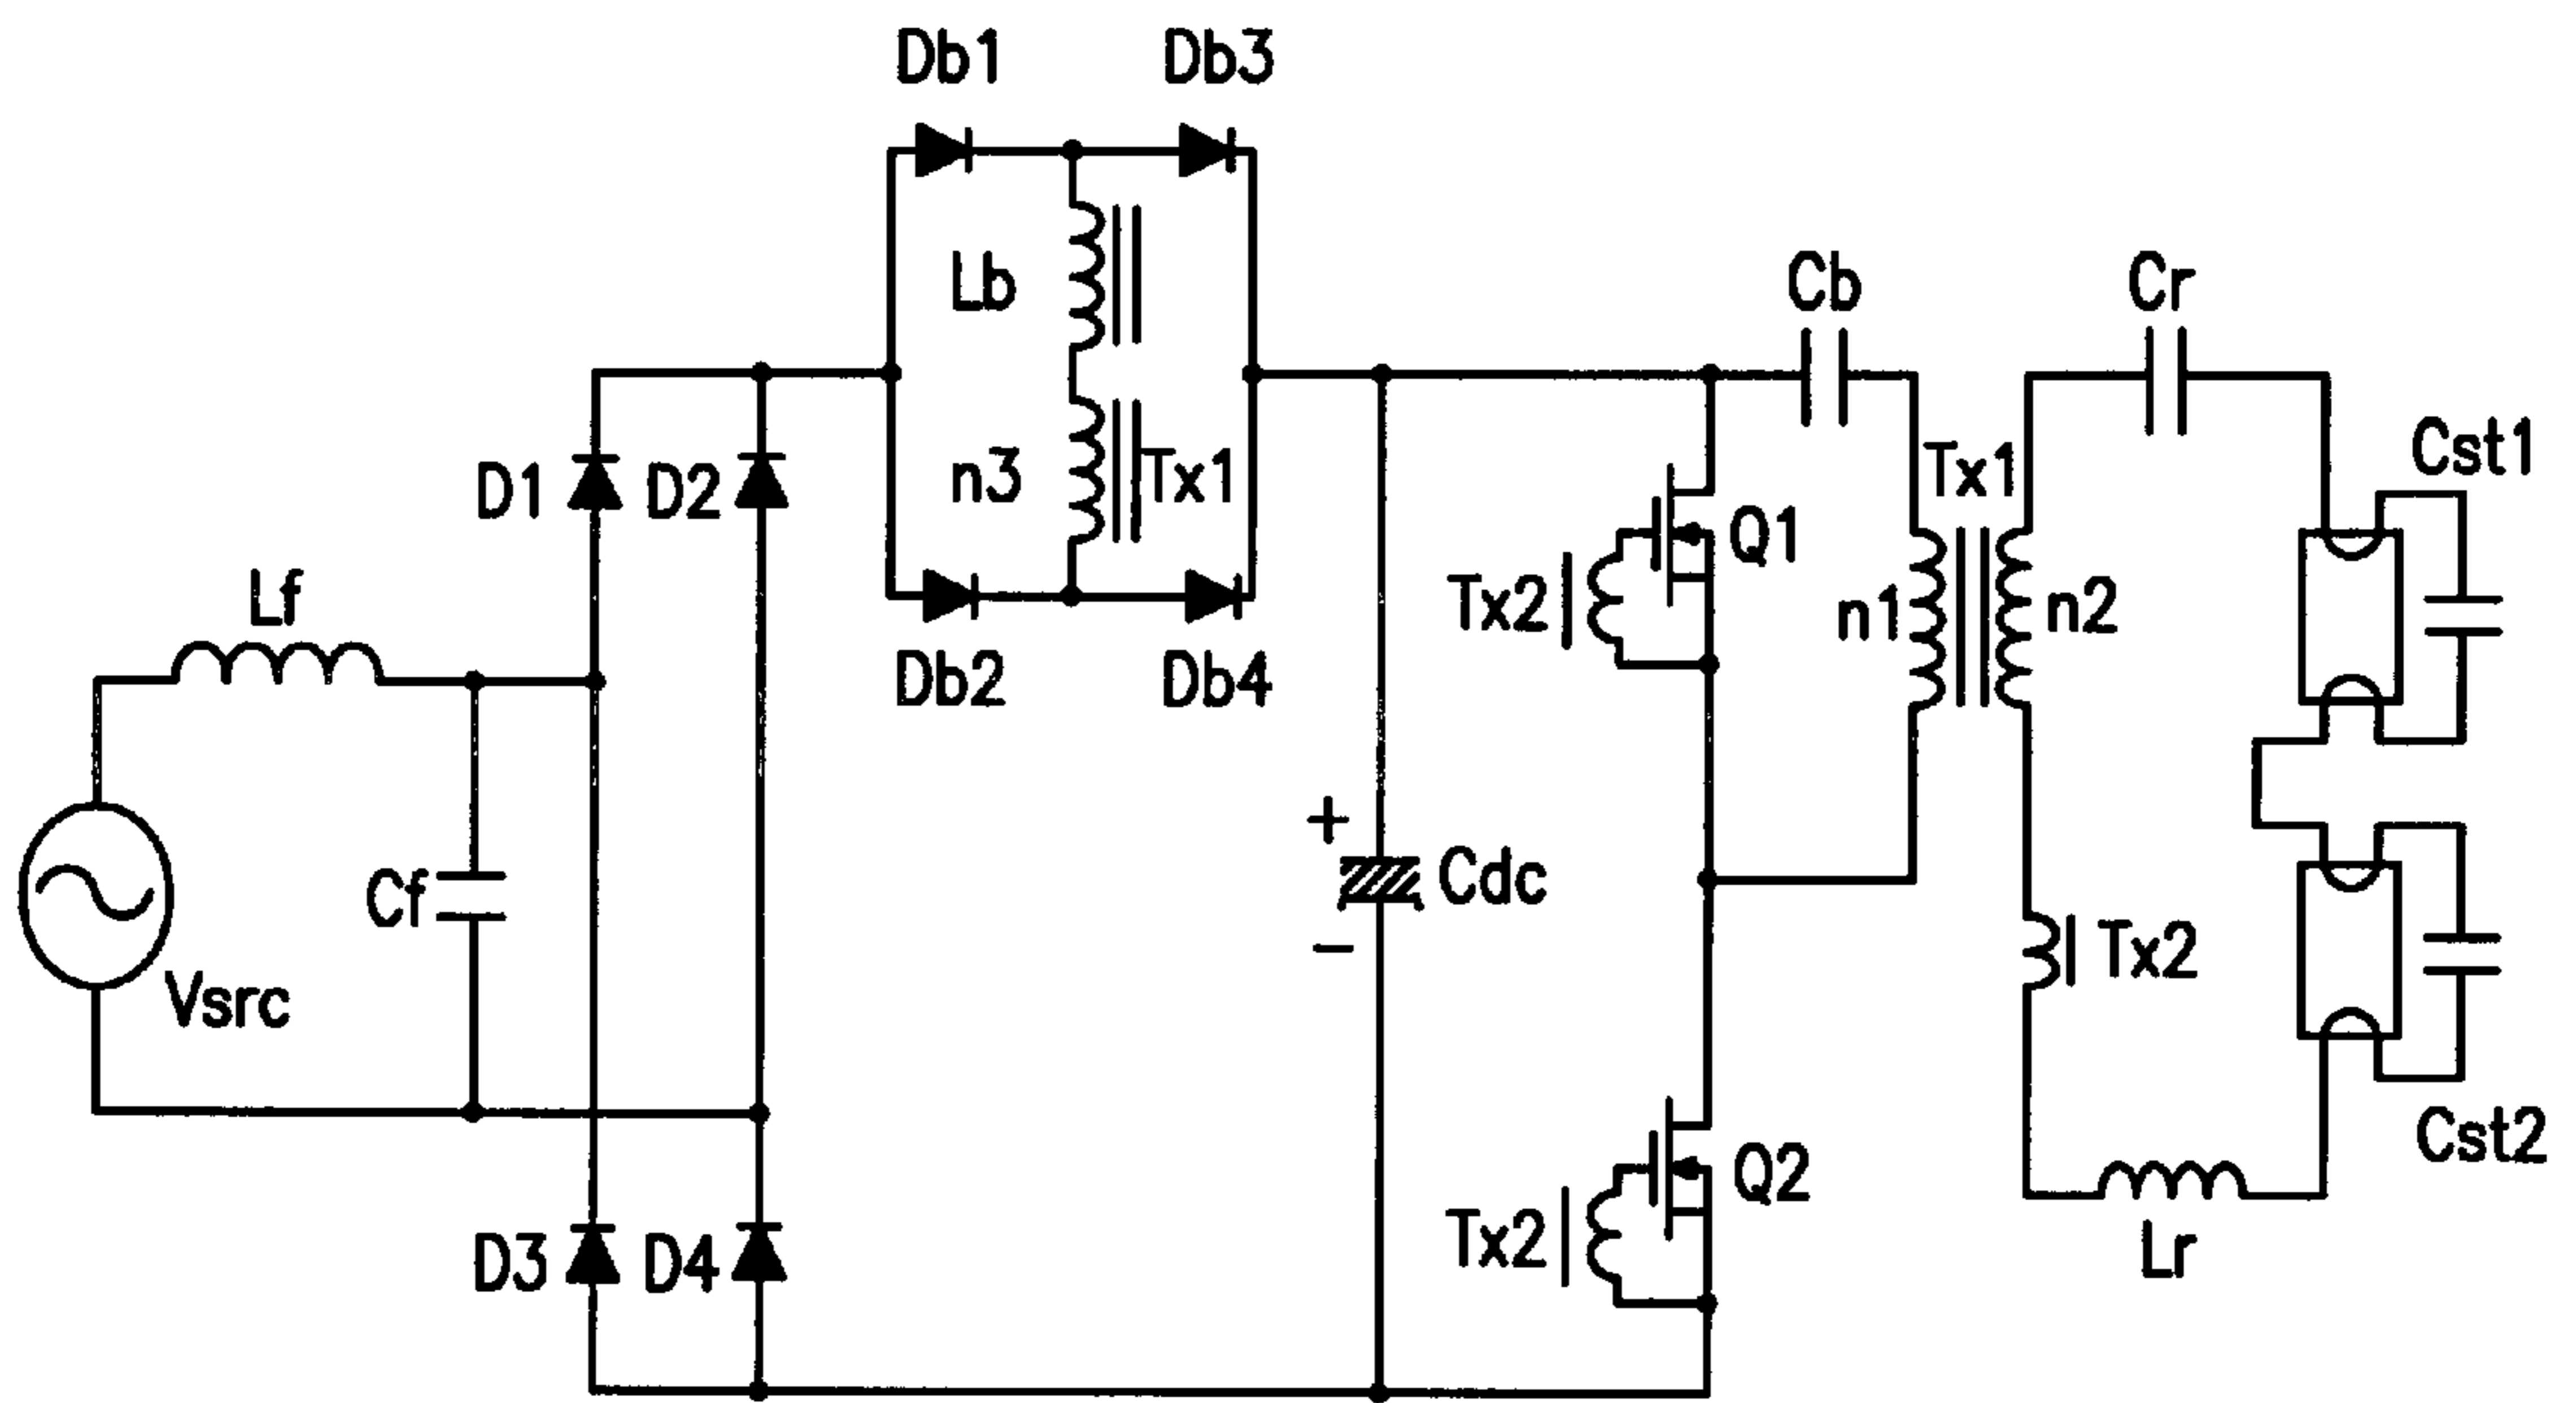 Db1 Db3
Lb Cb Cr
Cst1
D1 D2 n3 Tx1 Tx1
Q1
Lf Tx2 n1 n2
Db2 Db4
+
Cf Cdc
− Tx2
Vsrc
Cst2
Q2
D3 D4 Tx2 Lr